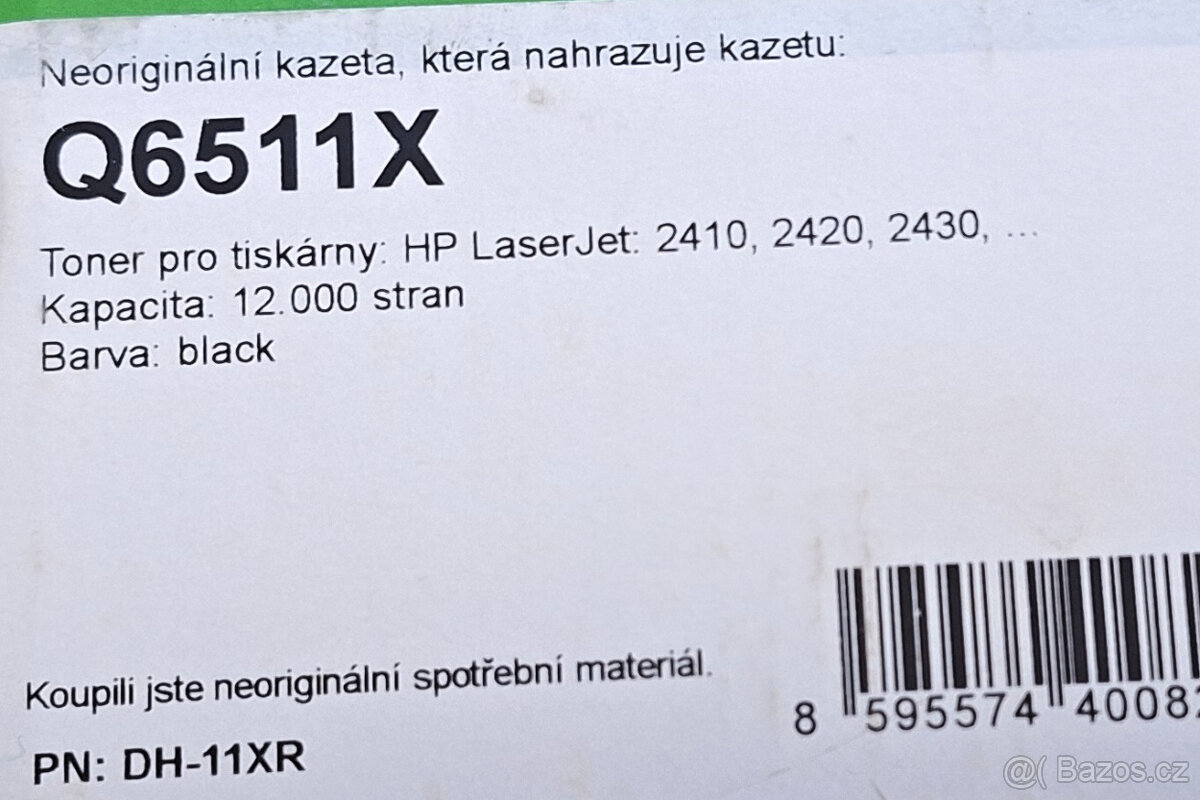 Neoriginální kazeta, která nahrazuje kazetu:
Q6511X
Toner pro tiskárny: HP LaserJet: 2410, 2420, 2430, ...
Kapacita: 12.000 stran
Barva: black
Koupili jste neoriginální spotřební materiál.
8 595574 4008
PN: DH-11XR
@( Bazos.cz